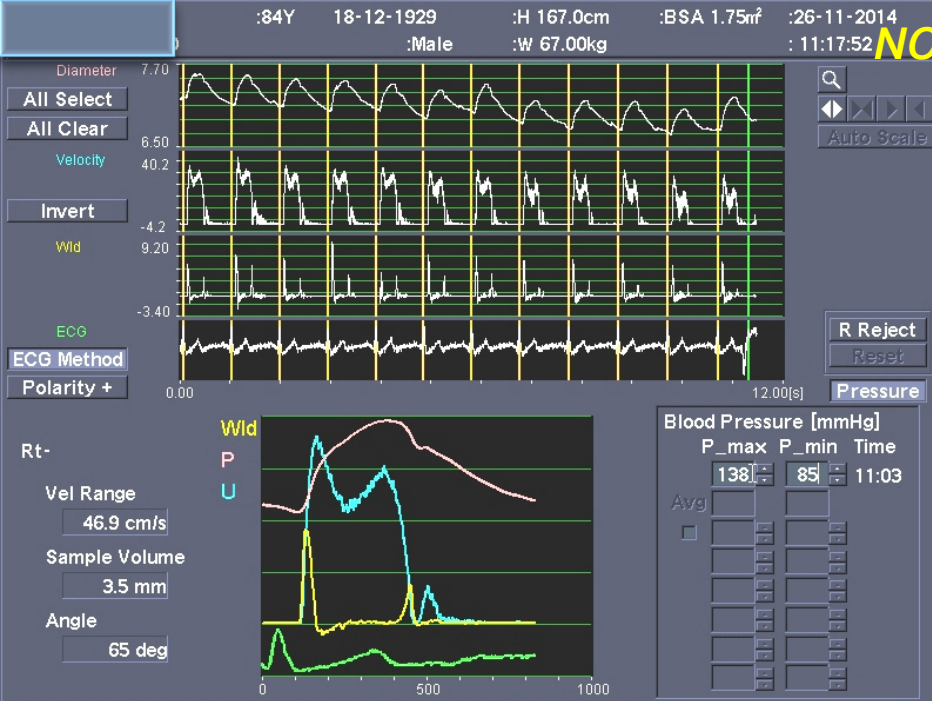 :84Y 18-12-1929 :H 167.0cm :BSA 1.75㎡ :26-11-2014
:Male :W 67.00kg : 11:17:52 NO
Diameter 7.70
All Select
All Clear
6.50
Velocity 40.2
Invert
-4.2
Wld 9.20
-3.40
ECG
ECG Method
Polarity +
0.00 12.00[s]
Auto Scale
R Reject
Reset
Pressure
Rt-
Vel Range
46.9 cm/s
Sample Volume
3.5 mm
Angle
65 deg
Wld
P
U
0 500 1000
Blood Pressure [mmHg]
P_max P_min Time
138 85 11:03
Avg